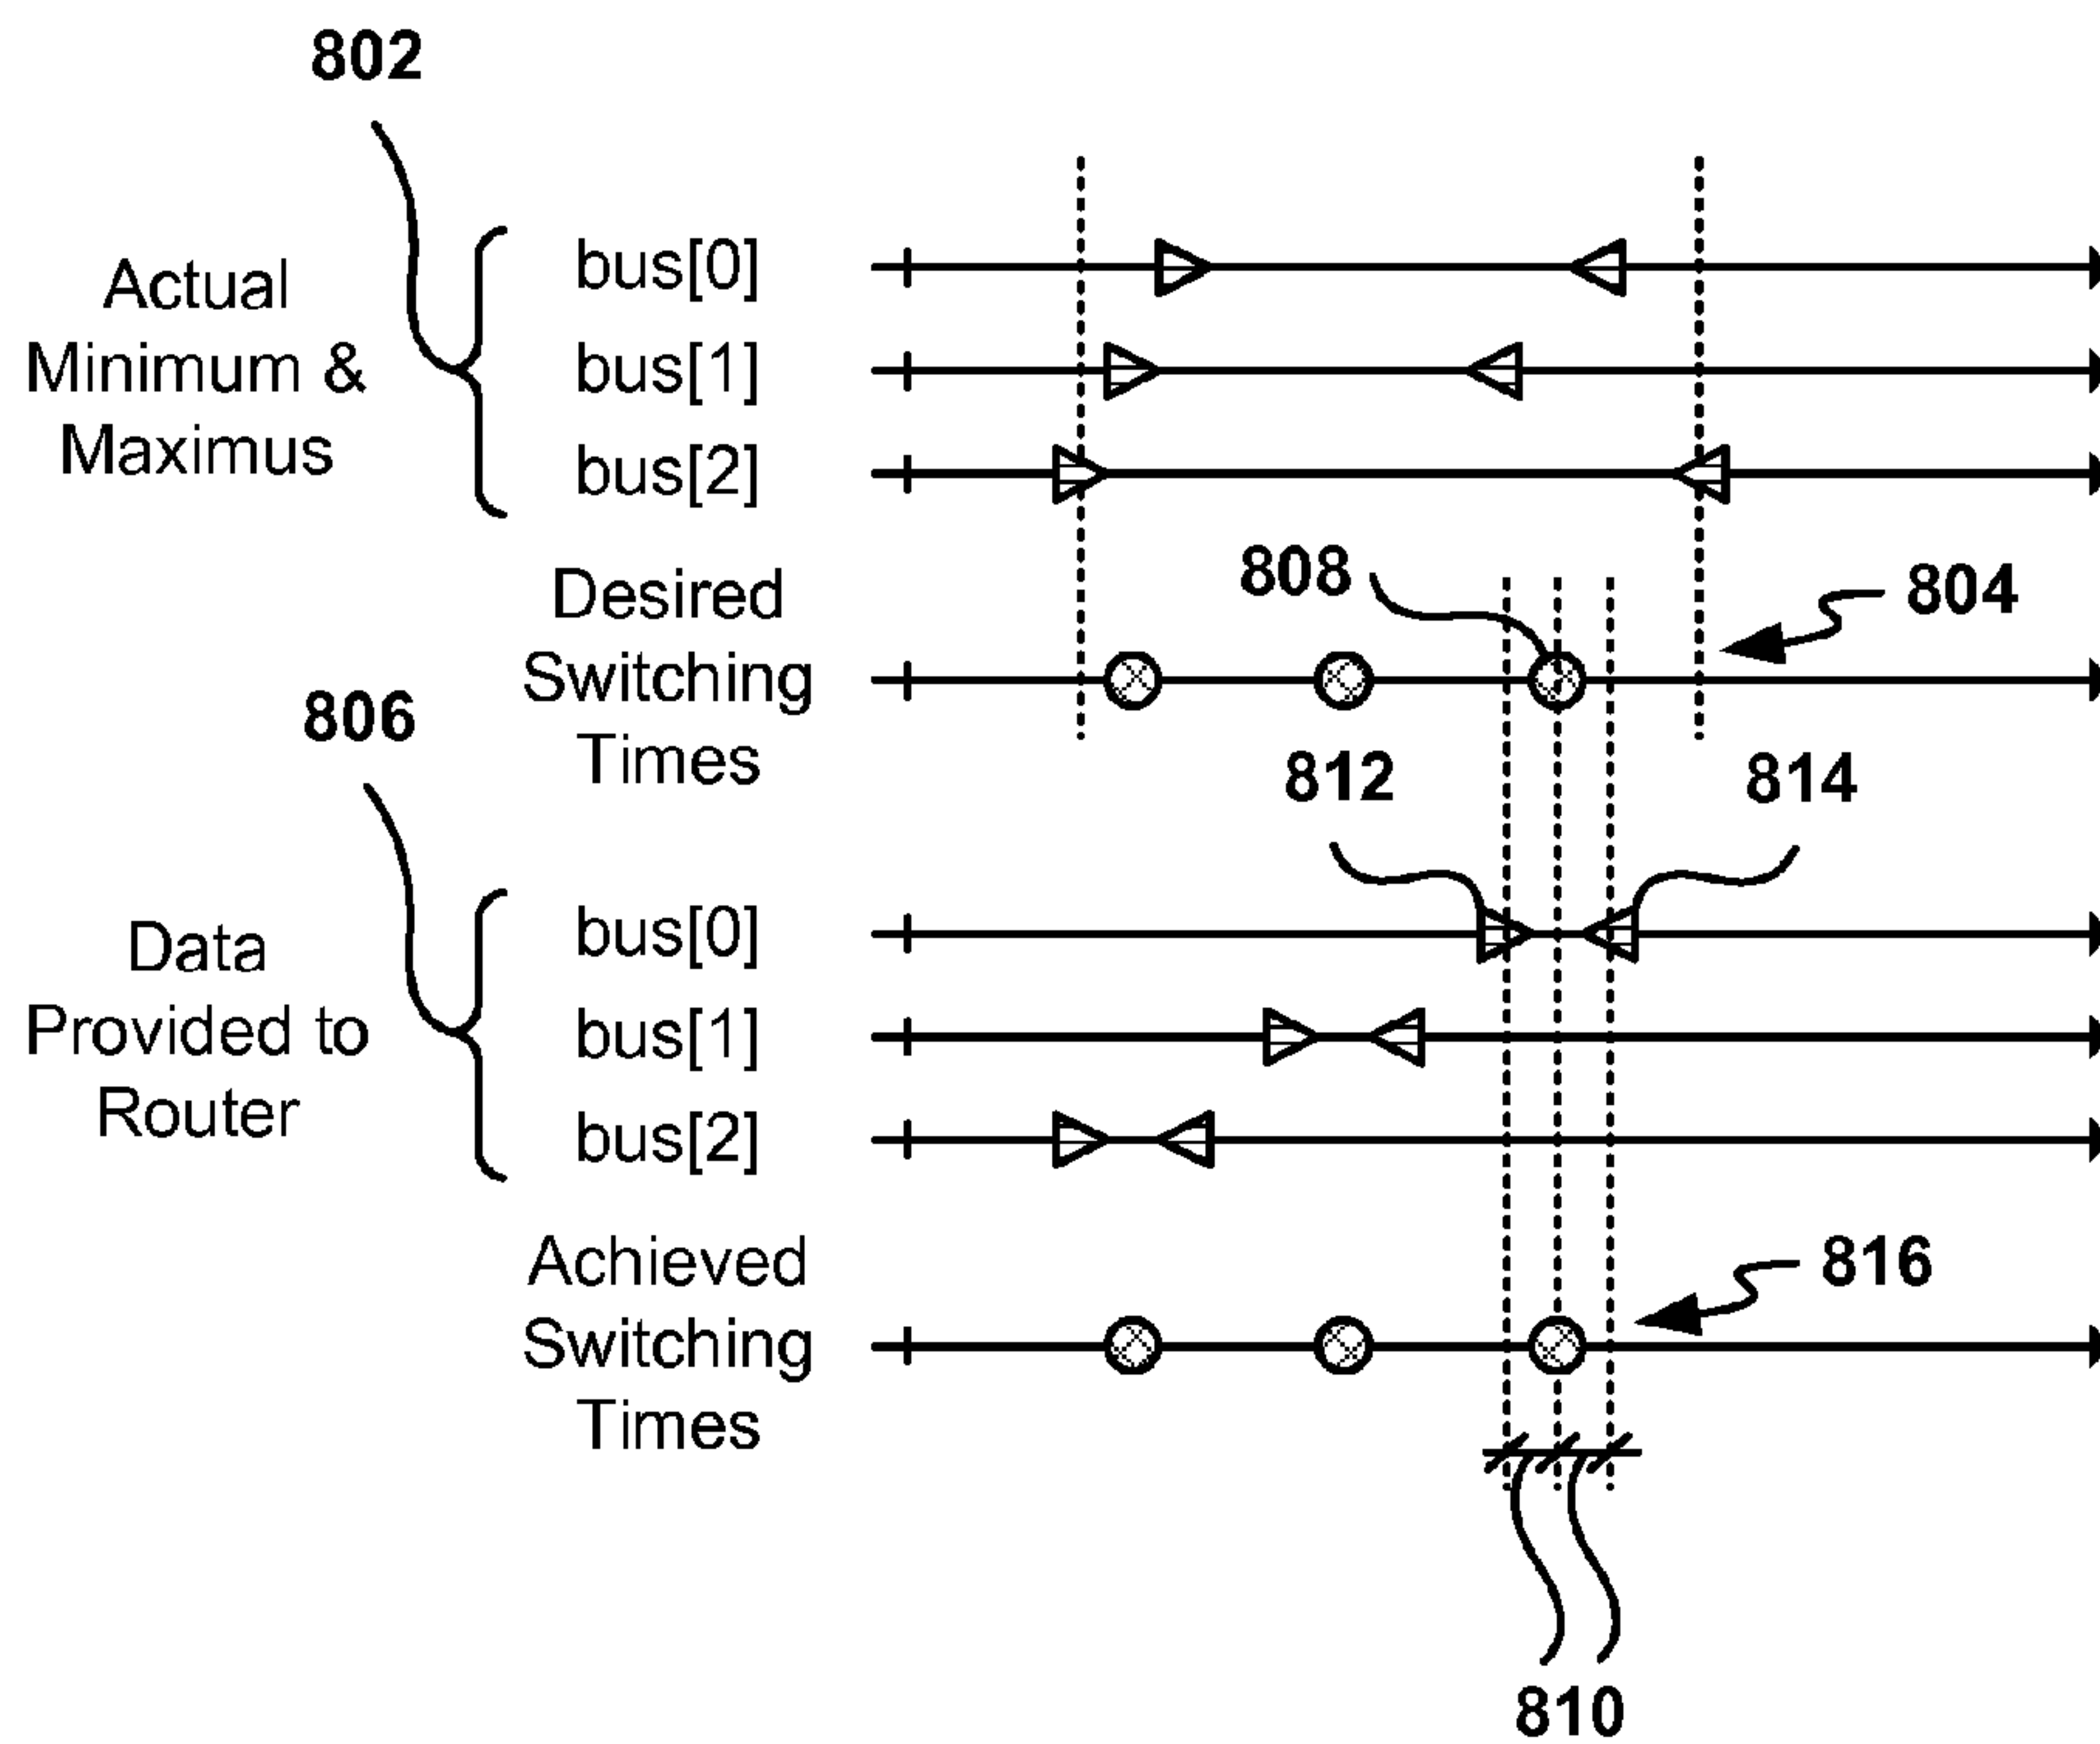 802
Actual
Minimum &
Maximus
bus[0]
bus[1]
bus[2]
Desired
Switching
Times
808
804
806
812
814
Data
Provided to
Router
bus[0]
bus[1]
bus[2]
Achieved
Switching
Times
816
810